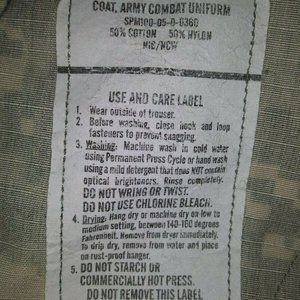 COAT, ARMY COMBAT UNIFORM
SPM100-05-D-0360
50% COTTON 50% NYLON
NIB/NCW
USE AND CARE LABEL
1. Wear outside of trouser.
2. Before washing, close hook and loop
fasteners to prevent snagging.
3. Washing: Machine wash in cold water
using Permanent Press Cycle or hand wash
using a mild detergent that does NOT contain
optical brighteners. Rinse completely.
DO NOT WRING OR TWIST.
DO NOT USE CHLORINE BLEACH.
4. Drying: Hang dry or machine dry on low to
medium setting, between 140-160 degrees
Fahrenheit. Remove from dryer immediately.
To drip dry, remove from water and place
on rust-proof hanger.
5. DO NOT STARCH OR
COMMERCIALLY HOT PRESS.
DO NOT REMOVE THIS LABEL